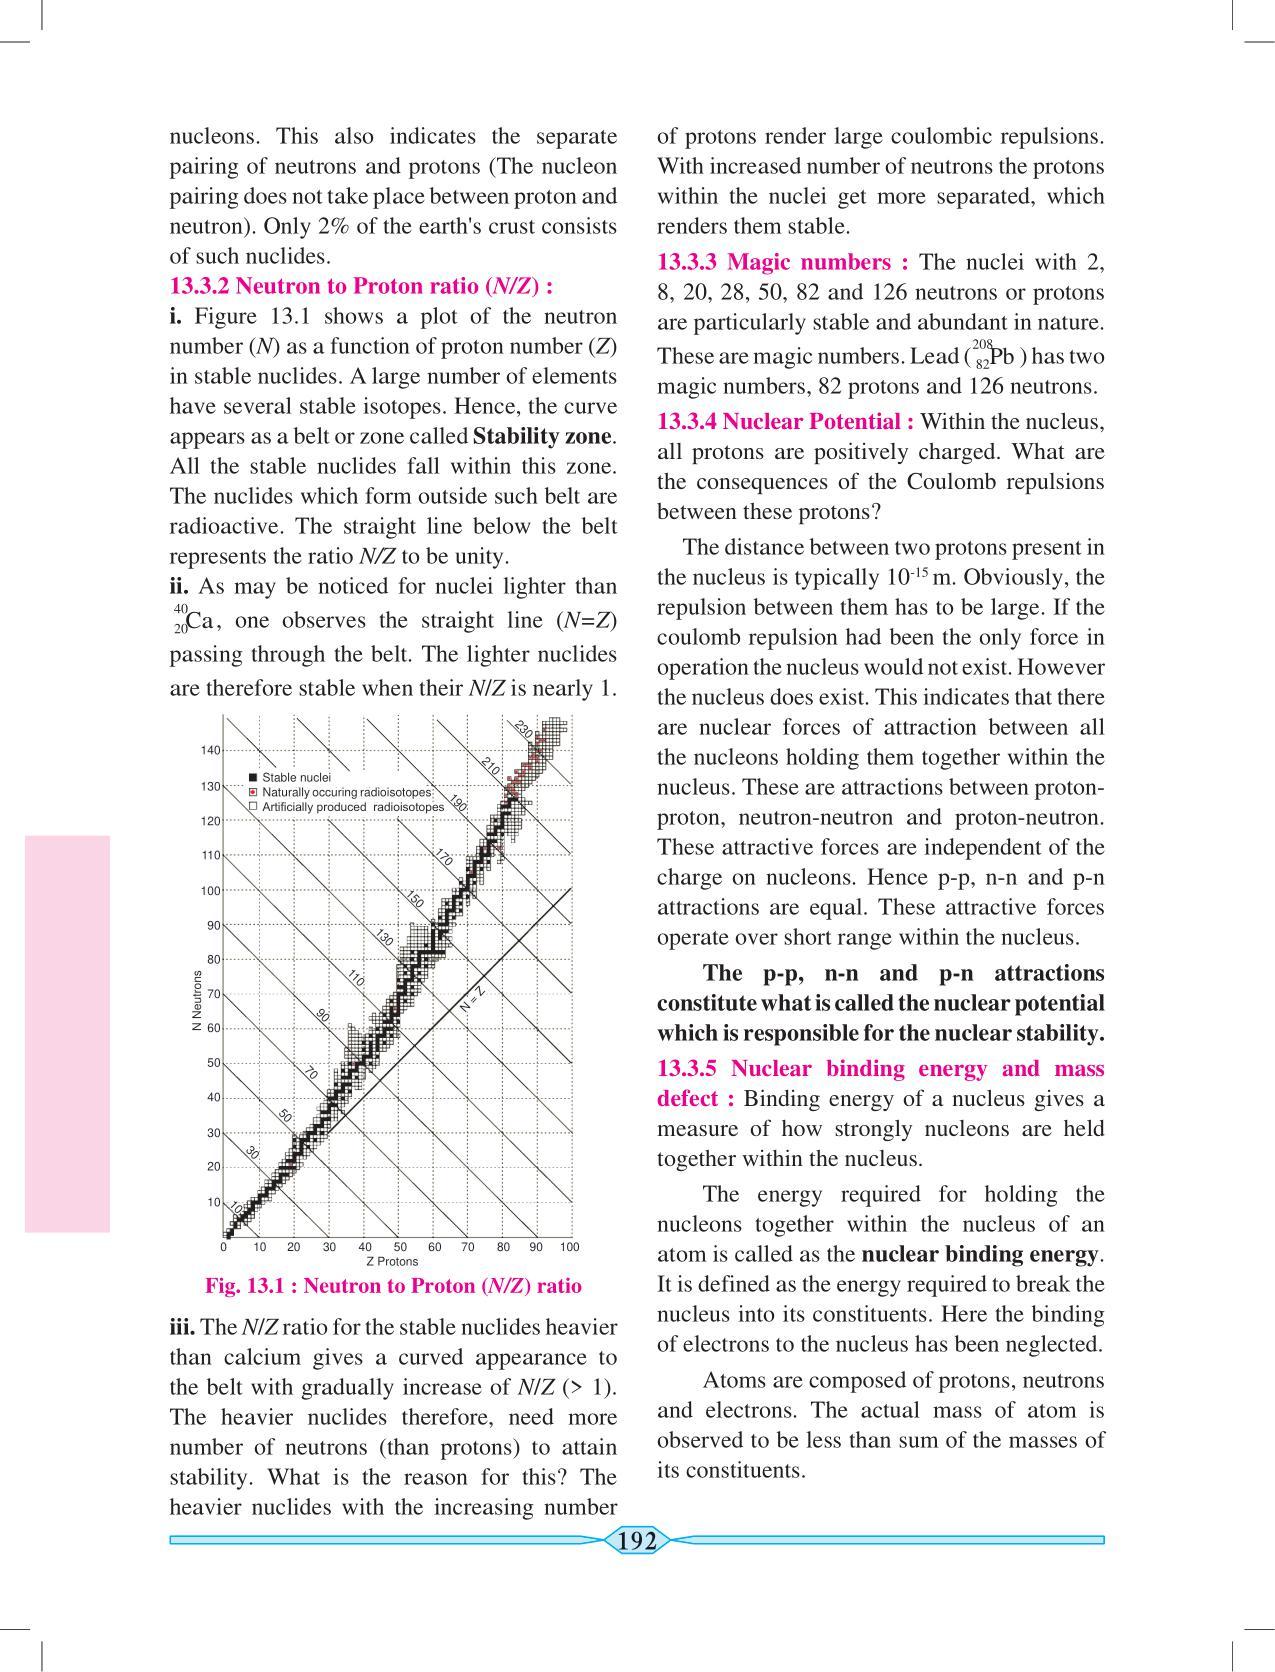 nucleons. This also indicates the separate
pairing of neutrons and protons (The nucleon
pairing does not take place between proton and
neutron). Only 2% of the earth's crust consists
of such nuclides.
13.3.2 Neutron to Proton ratio (N/Z) :
i. Figure 13.1 shows a plot of the neutron
number (N) as a function of proton number (Z)
in stable nuclides. A large number of elements
have several stable isotopes. Hence, the curve
appears as a belt or zone called Stability zone.
All the stable nuclides fall within this zone.
The nuclides which form outside such belt are
radioactive. The straight line below the belt
represents the ratio N/Z to be unity.
ii. As may be noticed for nuclei lighter than
⁴⁰₂₀Ca, one observes the straight line (N=Z)
passing through the belt. The lighter nuclides
are therefore stable when their N/Z is nearly 1.
140
130
120
110
100
90
80
70
60
50
40
30
20
10
N Neutrons
Stable nuclei
Naturally occuring radioisotopes
Artificially produced radioisotopes
230
210
190
170
150
130
110
90
70
50
30
10
N = Z
0 10 20 30 40 50 60 70 80 90 100
Z Protons
Fig. 13.1 : Neutron to Proton (N/Z) ratio
iii. The N/Z ratio for the stable nuclides heavier
than calcium gives a curved appearance to
the belt with gradually increase of N/Z (> 1).
The heavier nuclides therefore, need more
number of neutrons (than protons) to attain
stability. What is the reason for this? The
heavier nuclides with the increasing number
of protons render large coulombic repulsions.
With increased number of neutrons the protons
within the nuclei get more separated, which
renders them stable.
13.3.3 Magic numbers : The nuclei with 2,
8, 20, 28, 50, 82 and 126 neutrons or protons
are particularly stable and abundant in nature.
These are magic numbers. Lead (²⁰⁸₈₂Pb ) has two
magic numbers, 82 protons and 126 neutrons.
13.3.4 Nuclear Potential : Within the nucleus,
all protons are positively charged. What are
the consequences of the Coulomb repulsions
between these protons?
The distance between two protons present in
the nucleus is typically 10⁻¹⁵ m. Obviously, the
repulsion between them has to be large. If the
coulomb repulsion had been the only force in
operation the nucleus would not exist. However
the nucleus does exist. This indicates that there
are nuclear forces of attraction between all
the nucleons holding them together within the
nucleus. These are attractions between proton-
proton, neutron-neutron and proton-neutron.
These attractive forces are independent of the
charge on nucleons. Hence p-p, n-n and p-n
attractions are equal. These attractive forces
operate over short range within the nucleus.
The p-p, n-n and p-n attractions
constitute what is called the nuclear potential
which is responsible for the nuclear stability.
13.3.5 Nuclear binding energy and mass
defect : Binding energy of a nucleus gives a
measure of how strongly nucleons are held
together within the nucleus.
The energy required for holding the
nucleons together within the nucleus of an
atom is called as the nuclear binding energy.
It is defined as the energy required to break the
nucleus into its constituents. Here the binding
of electrons to the nucleus has been neglected.
Atoms are composed of protons, neutrons
and electrons. The actual mass of atom is
observed to be less than sum of the masses of
its constituents.
192